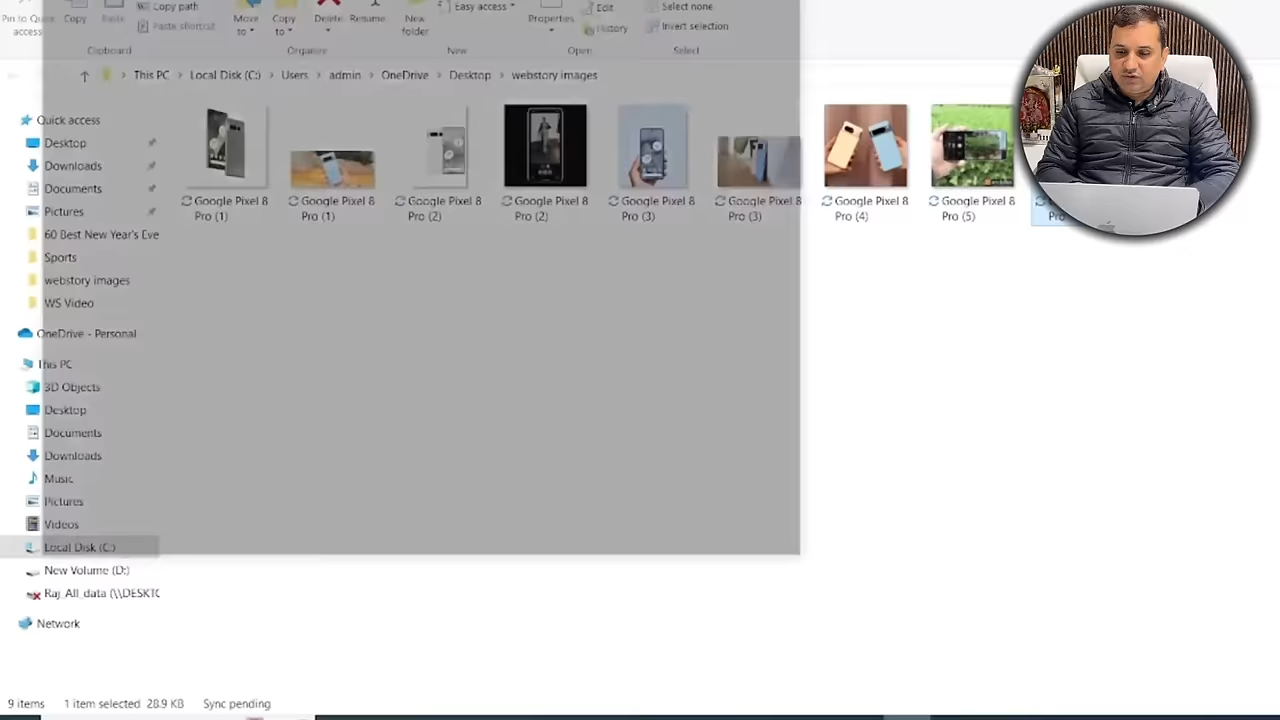 Pin to Quick access
Copy
Paste
Copy path
Paste shortcut
Clipboard
Move to
Copy to
Delete
Rename
Organize
New folder
Easy access
New
Properties
Edit
History
Open
Select none
Invert selection
Select
This PC > Local Disk (C:) > Users > admin > OneDrive > Desktop > webstory images
Quick access
Desktop
Downloads
Documents
Pictures
60 Best New Year's Eve
Sports
webstory images
WS Video
OneDrive - Personal
This PC
3D Objects
Desktop
Documents
Downloads
Music
Pictures
Videos
Local Disk (C:)
New Volume (D:)
Raj_All_data (\\DESKTO
Network
Google Pixel 8
Pro (1)
Google Pixel 8
Pro (1)
Google Pixel 8
Pro (2)
Google Pixel 8
Pro (2)
Google Pixel 8
Pro (3)
Google Pixel 8
Pro (3)
Google Pixel 8
Pro (4)
Google Pixel 8
Pro (5)
Pro
9 items
1 item selected 28.9 KB
Sync pending